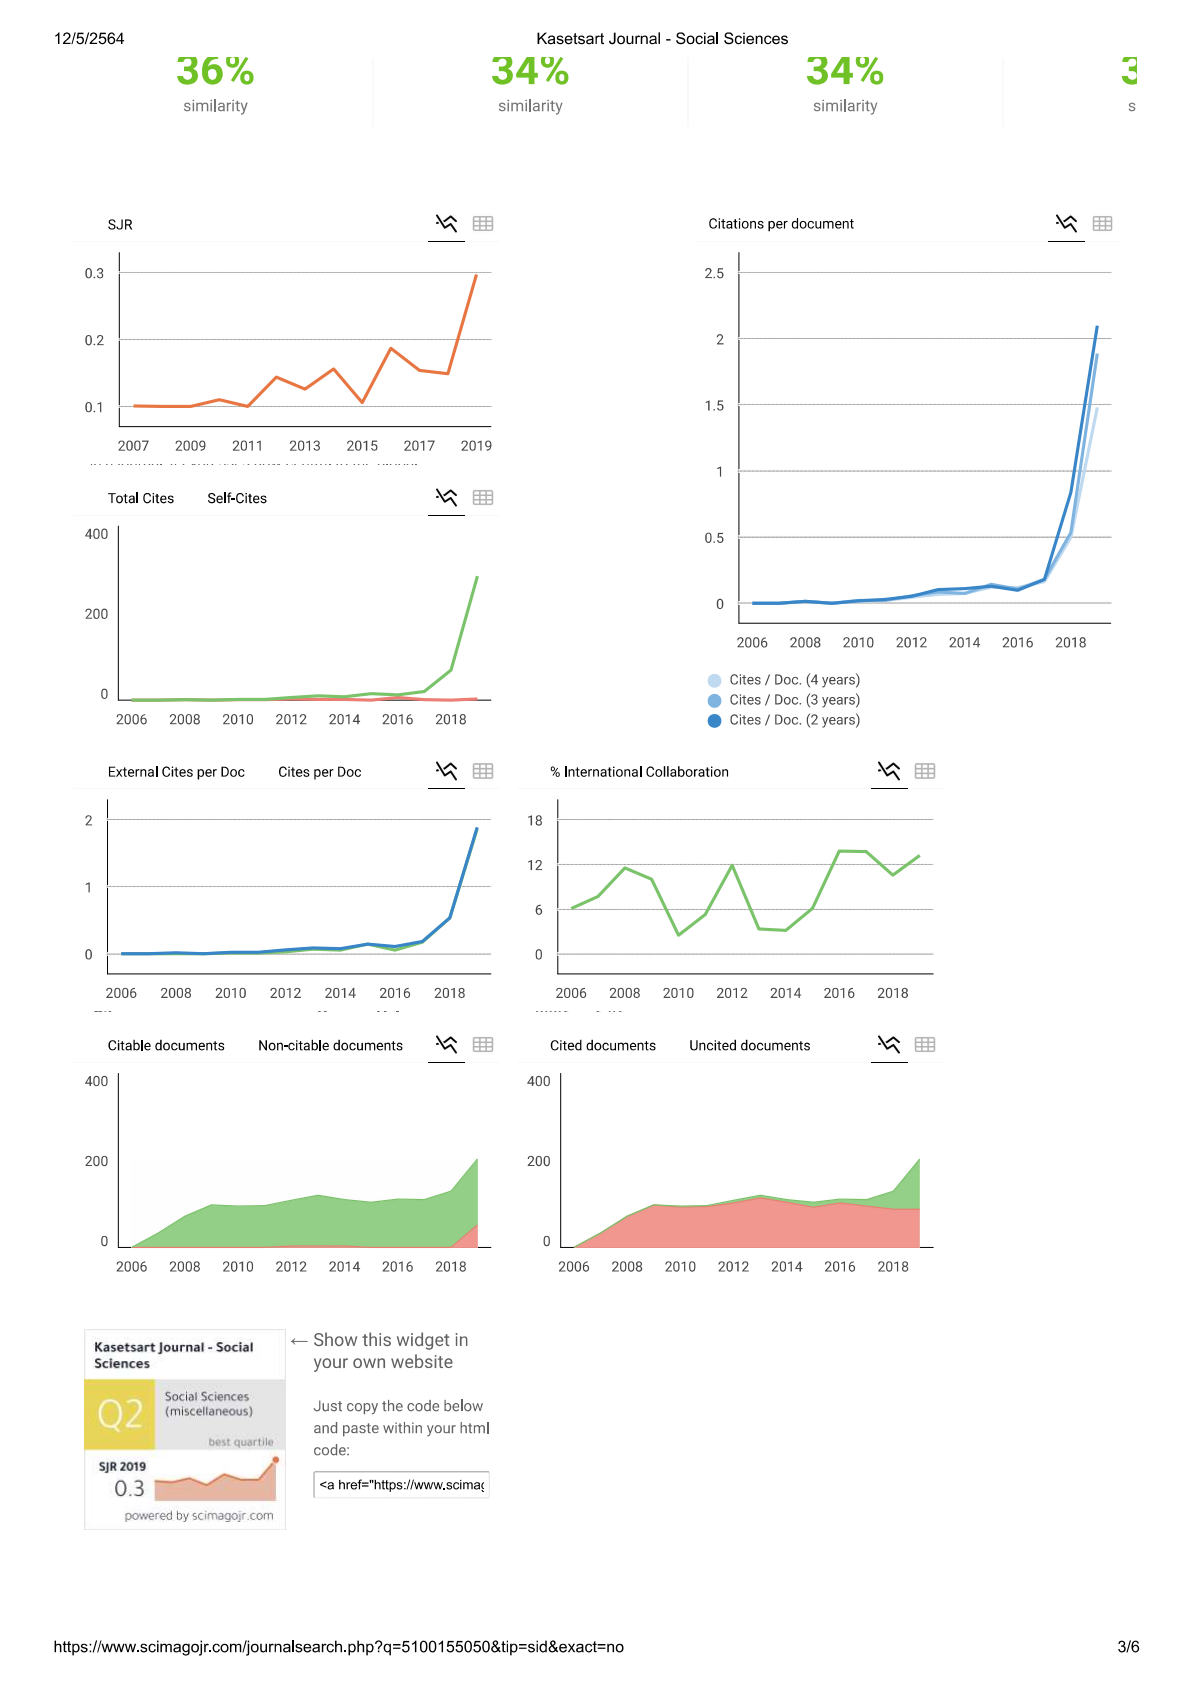 12/5/2564
Kasetsart Journal - Social Sciences
36%
34%
34%
3
similarity
similarity
similarity
s
SJR
0.3
0.2
0.1
2007 2009 2011 2013 2015 2017 2019
Citations per document
2.5
2
1.5
1
0.5
0
2006 2008 2010 2012 2014 2016 2018
Cites / Doc. (4 years)
Cites / Doc. (3 years)
Cites / Doc. (2 years)
Total Cites Self-Cites
400
200
0
2006 2008 2010 2012 2014 2016 2018
External Cites per Doc Cites per Doc
2
1
0
2006 2008 2010 2012 2014 2016 2018
% International Collaboration
18
12
6
0
2006 2008 2010 2012 2014 2016 2018
Citable documents Non-citable documents
400
200
0
2006 2008 2010 2012 2014 2016 2018
Cited documents Uncited documents
400
200
0
2006 2008 2010 2012 2014 2016 2018
Kasetsart Journal - Social
Sciences
Q2
Social Sciences
(miscellaneous)
best quartile
SJR 2019
0.3
powered by scimagojr.com
← Show this widget in
your own website
Just copy the code below
and paste within your html
code:
<a href="https://www.scimag
https://www.scimagojr.com/journalsearch.php?q=5100155050&tip=sid&exact=no
3/6